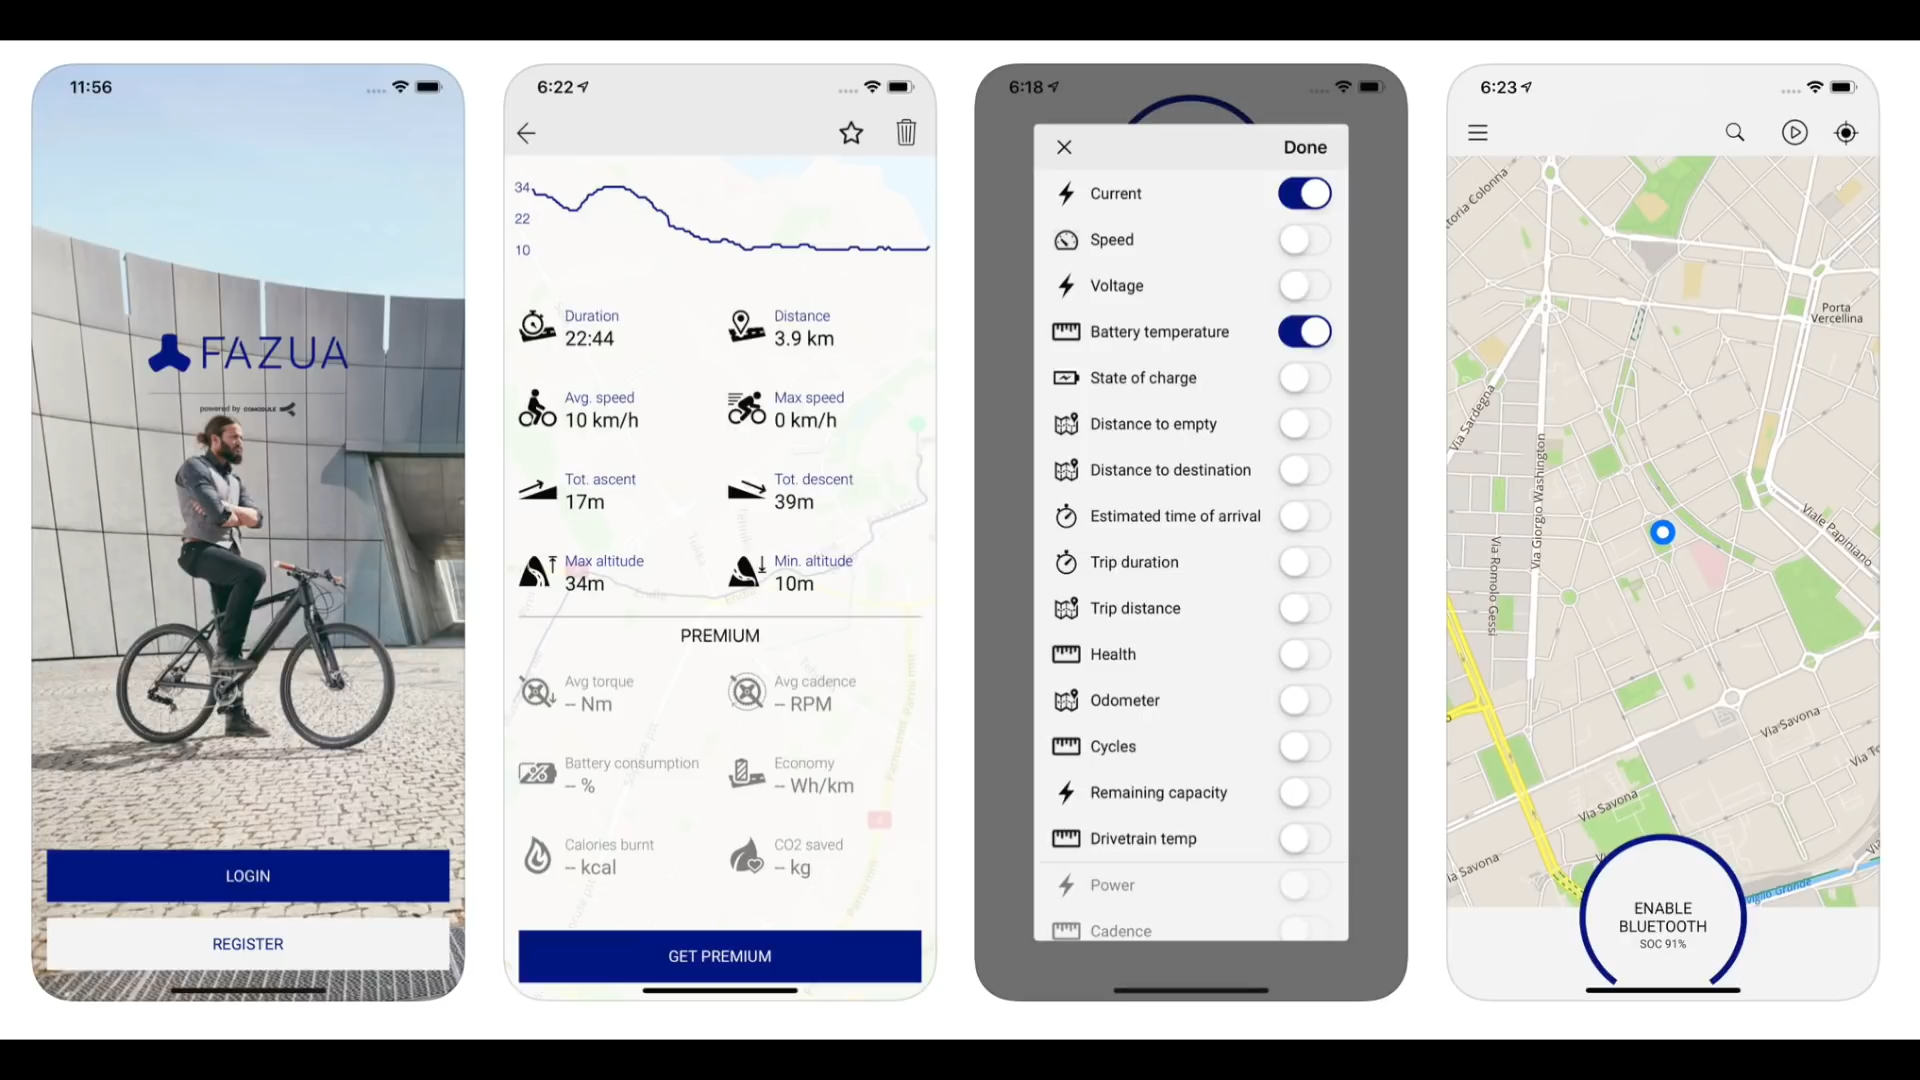 11:56
FAZUA
powered by COMODULE
LOGIN
REGISTER
6:22
34
22
10
Duration
22:44
Distance
3.9 km
Avg. speed
10 km/h
Max speed
0 km/h
Tot. ascent
17m
Tot. descent
39m
Max altitude
34m
Min. altitude
10m
PREMIUM
Avg torque
-- Nm
Avg cadence
-- RPM
Battery consumption
-- %
Economy
-- Wh/km
Calories burnt
-- kcal
CO2 saved
-- kg
GET PREMIUM
6:18
Done
Current
Speed
Voltage
Battery temperature
State of charge
Distance to empty
Distance to destination
Estimated time of arrival
Trip duration
Trip distance
Health
Odometer
Cycles
Remaining capacity
Drivetrain temp
Power
Cadence
6:23
Porta
Vercellina
Via Sardegna
Via Giorgio Washington
Via Romolo Gessi
Viale Papiniano
Via Savona
Via Savona
ENABLE
BLUETOOTH
SOC 91%